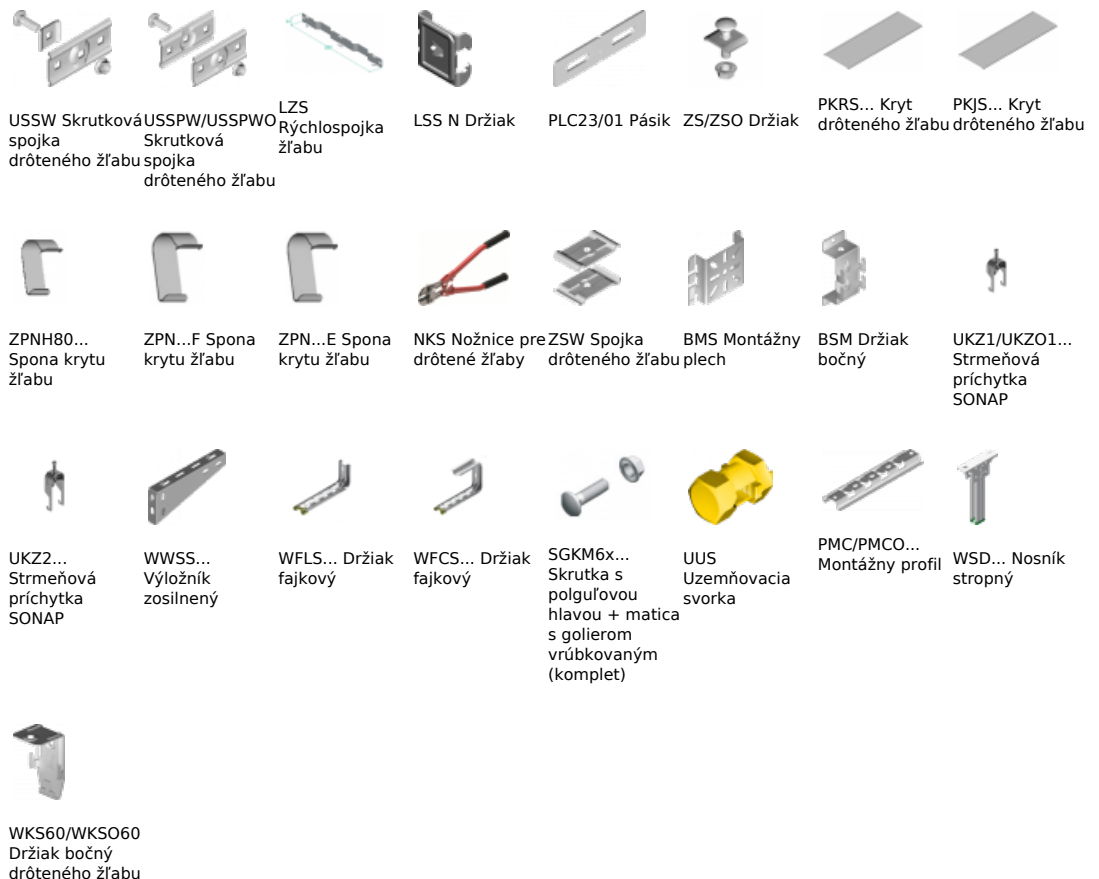 USSW Skrutková
spojka
drôteného žľabu
USSPW/USSPWO
Skrutková
spojka
drôteného žľabu
LZS
Rýchlospojka
žľabu
LSS N Držiak
PLC23/01 Pásik
ZS/ZSO Držiak
PKRS... Kryt
drôteného žľabu
PKJS... Kryt
drôteného žľabu
ZPNH80...
Spona krytu
žľabu
ZPN...F Spona
krytu žľabu
ZPN...E Spona
krytu žľabu
NKS Nožnice pre
drôtené žľaby
ZSW Spojka
drôteného žľabu
BMS Montážny
plech
BSM Držiak
bočný
UKZ1/UKZO1...
Strmeňová
príchytka
SONAP
UKZ2...
Strmeňová
príchytka
SONAP
WWSS...
Výložník
zosilnený
WFLS... Držiak
fajkový
WFCS... Držiak
fajkový
SGKM6x...
Skrutka s
polguľovou
hlavou + matica
s golierom
vrúbkovaným
(komplet)
UUS
Uzemňovacia
svorka
PMC/PMCO...
Montážny profil
WSD... Nosník
stropný
WKS60/WKSO60
Držiak bočný
drôteného žľabu